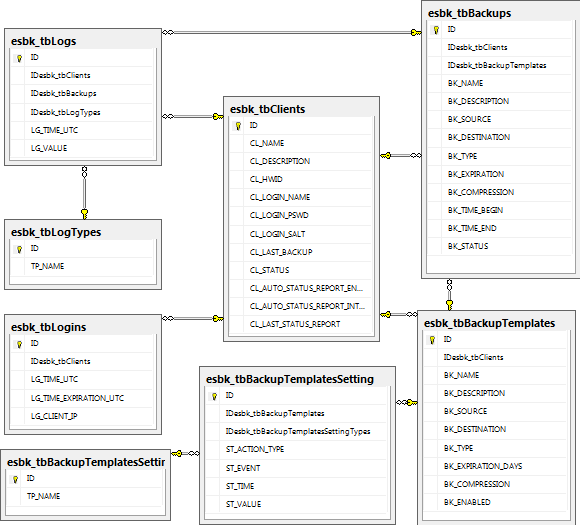 esbk_tbLogs
ID
IDesbk_tbClients
IDesbk_tbBackups
IDesbk_tbLogTypes
LG_TIME_UTC
LG_VALUE
esbk_tbLogTypes
ID
TP_NAME
esbk_tbLogins
ID
IDesbk_tbClients
LG_TIME_UTC
LG_TIME_EXPIRATION_UTC
LG_CLIENT_IP
esbk_tbBackupTemplatesSettin
ID
TP_NAME
esbk_tbClients
ID
CL_NAME
CL_DESCRIPTION
CL_HWID
CL_LOGIN_NAME
CL_LOGIN_PSWD
CL_LOGIN_SALT
CL_LAST_BACKUP
CL_STATUS
CL_AUTO_STATUS_REPORT_EN...
CL_AUTO_STATUS_REPORT_INT...
CL_LAST_STATUS_REPORT
esbk_tbBackupTemplatesSetting
ID
IDesbk_tbBackupTemplates
IDesbk_tbBackupTemplatesSettingTypes
ST_ACTION_TYPE
ST_EVENT
ST_TIME
ST_VALUE
esbk_tbBackups
ID
IDesbk_tbClients
IDesbk_tbBackupTemplates
BK_NAME
BK_DESCRIPTION
BK_SOURCE
BK_DESTINATION
BK_TYPE
BK_EXPIRATION
BK_COMPRESSION
BK_TIME_BEGIN
BK_TIME_END
BK_STATUS
esbk_tbBackupTemplates
ID
IDesbk_tbClients
BK_NAME
BK_DESCRIPTION
BK_SOURCE
BK_DESTINATION
BK_TYPE
BK_EXPIRATION_DAYS
BK_COMPRESSION
BK_ENABLED